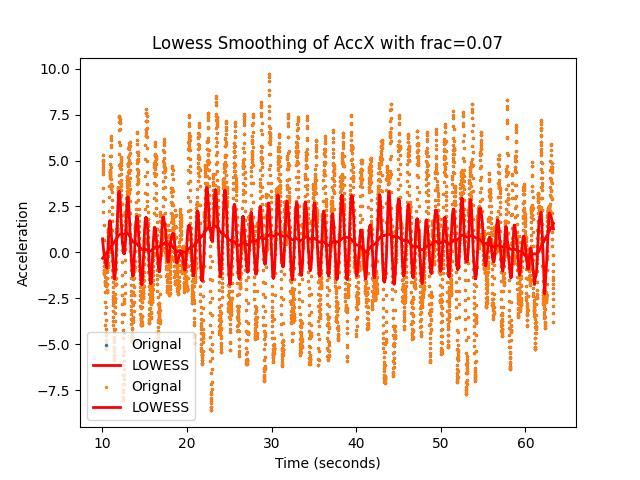 Lowess Smoothing of AccX with frac=0.07
10.0
7.5
5.0
2.5
0.0
−2.5
−5.0
−7.5
Acceleration
Orignal
LOWESS
Orignal
LOWESS
10 20 30 40 50 60
Time (seconds)